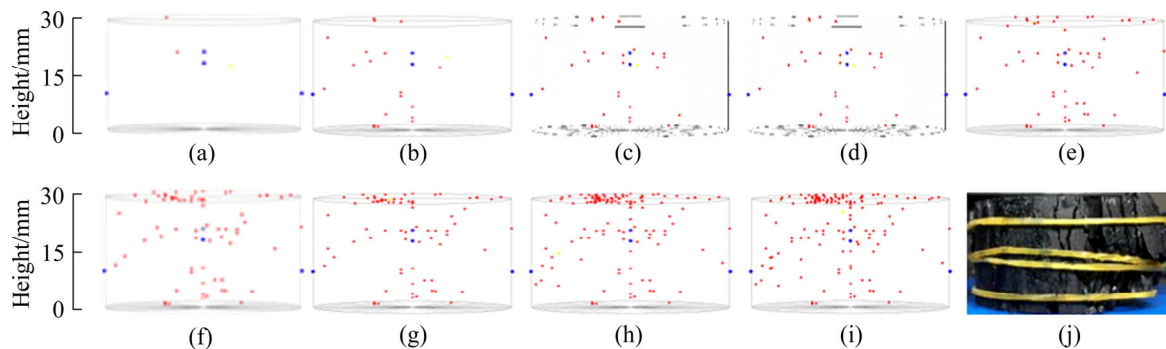 Height/mm
30
15
0
(a)
(b)
(c)
(d)
(e)
Height/mm
30
15
0
(f)
(g)
(h)
(i)
(j)